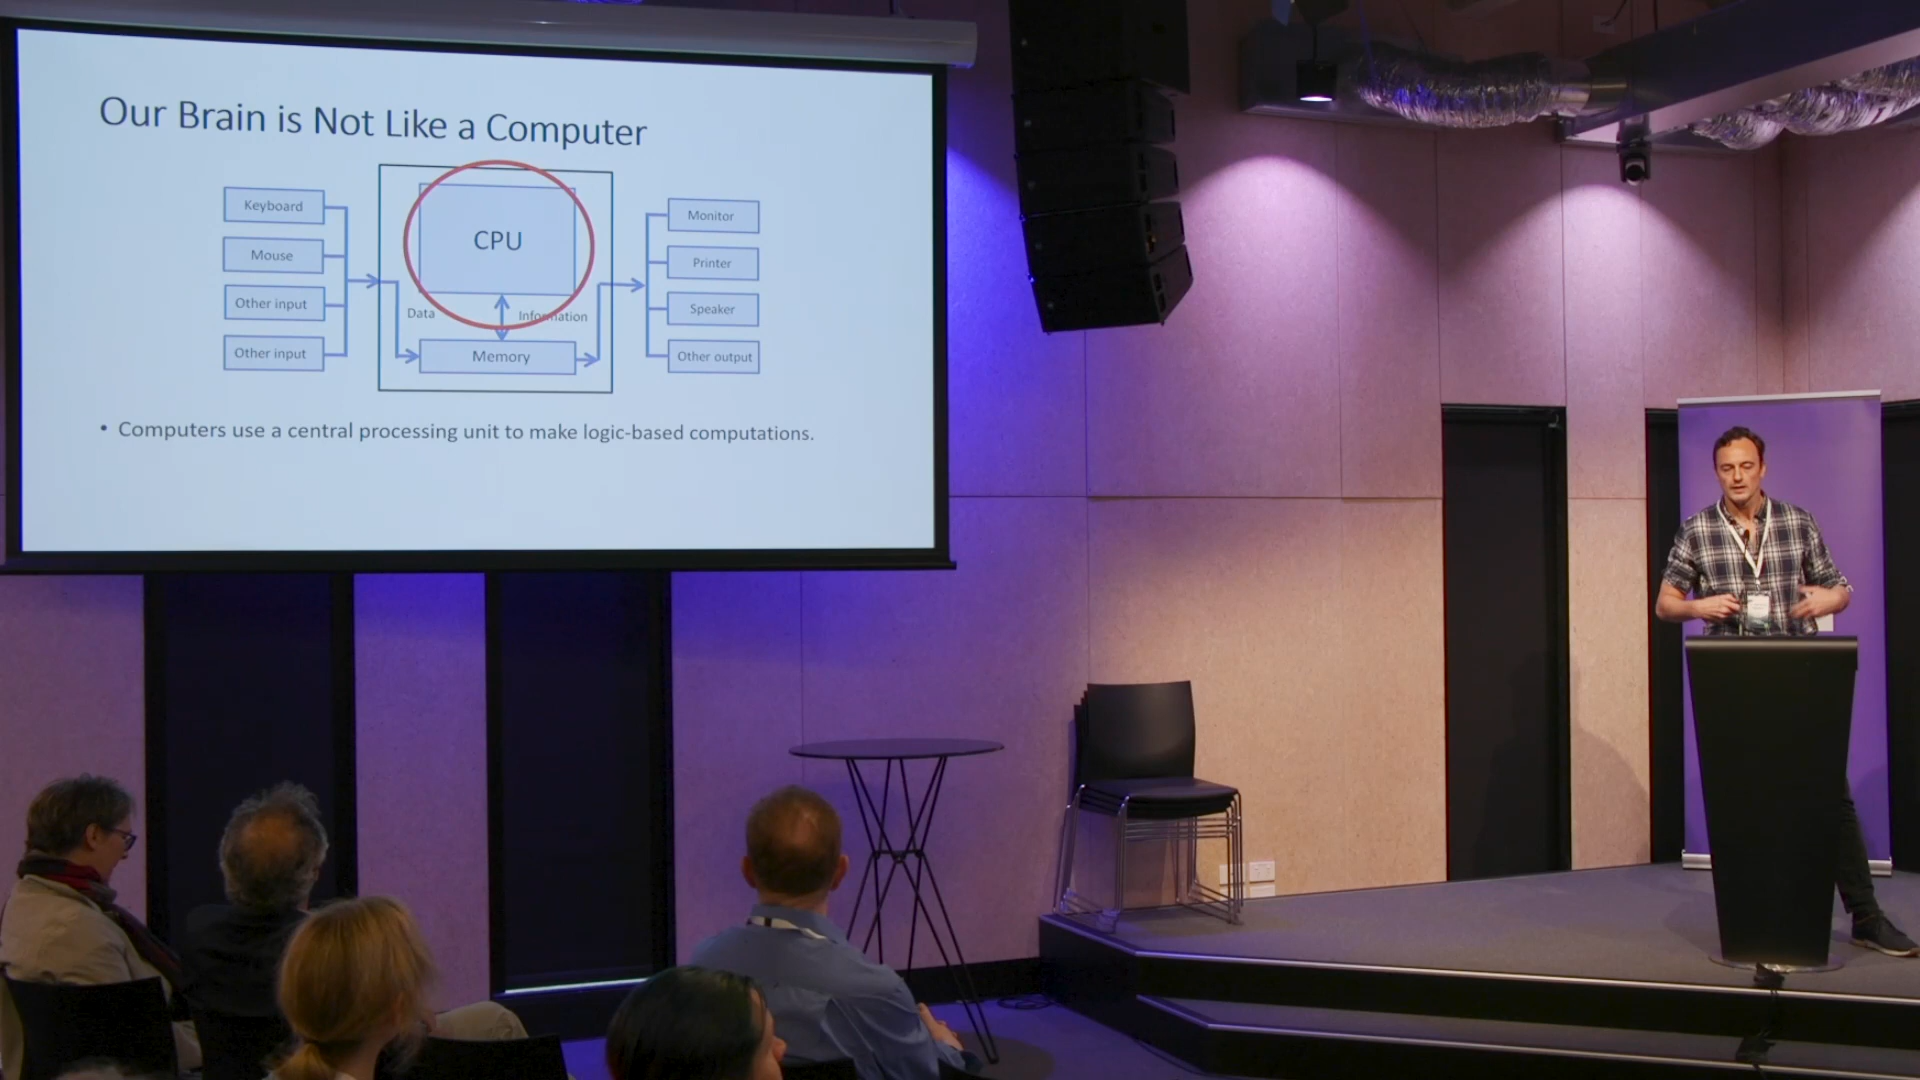 Our Brain is Not Like a Computer
Keyboard
Mouse
Other input
Other input
CPU
Data
Information
Memory
Monitor
Printer
Speaker
Other output
• Computers use a central processing unit to make logic-based computations.